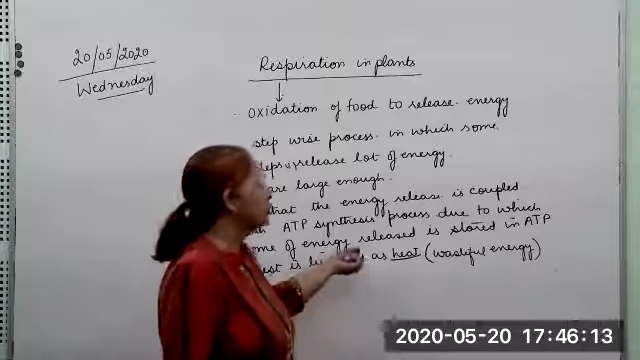 20/05/2020
Wednesday
Respiration in plants
oxidation of food to release energy
step wise process in which some
steps release lot of energy.
are large enough.
that the energy release is coupled
ATP synthesis process due to which
some of energy released is stored in ATP
rest is as heat (wasteful energy)
2020-05-20 17:46:13